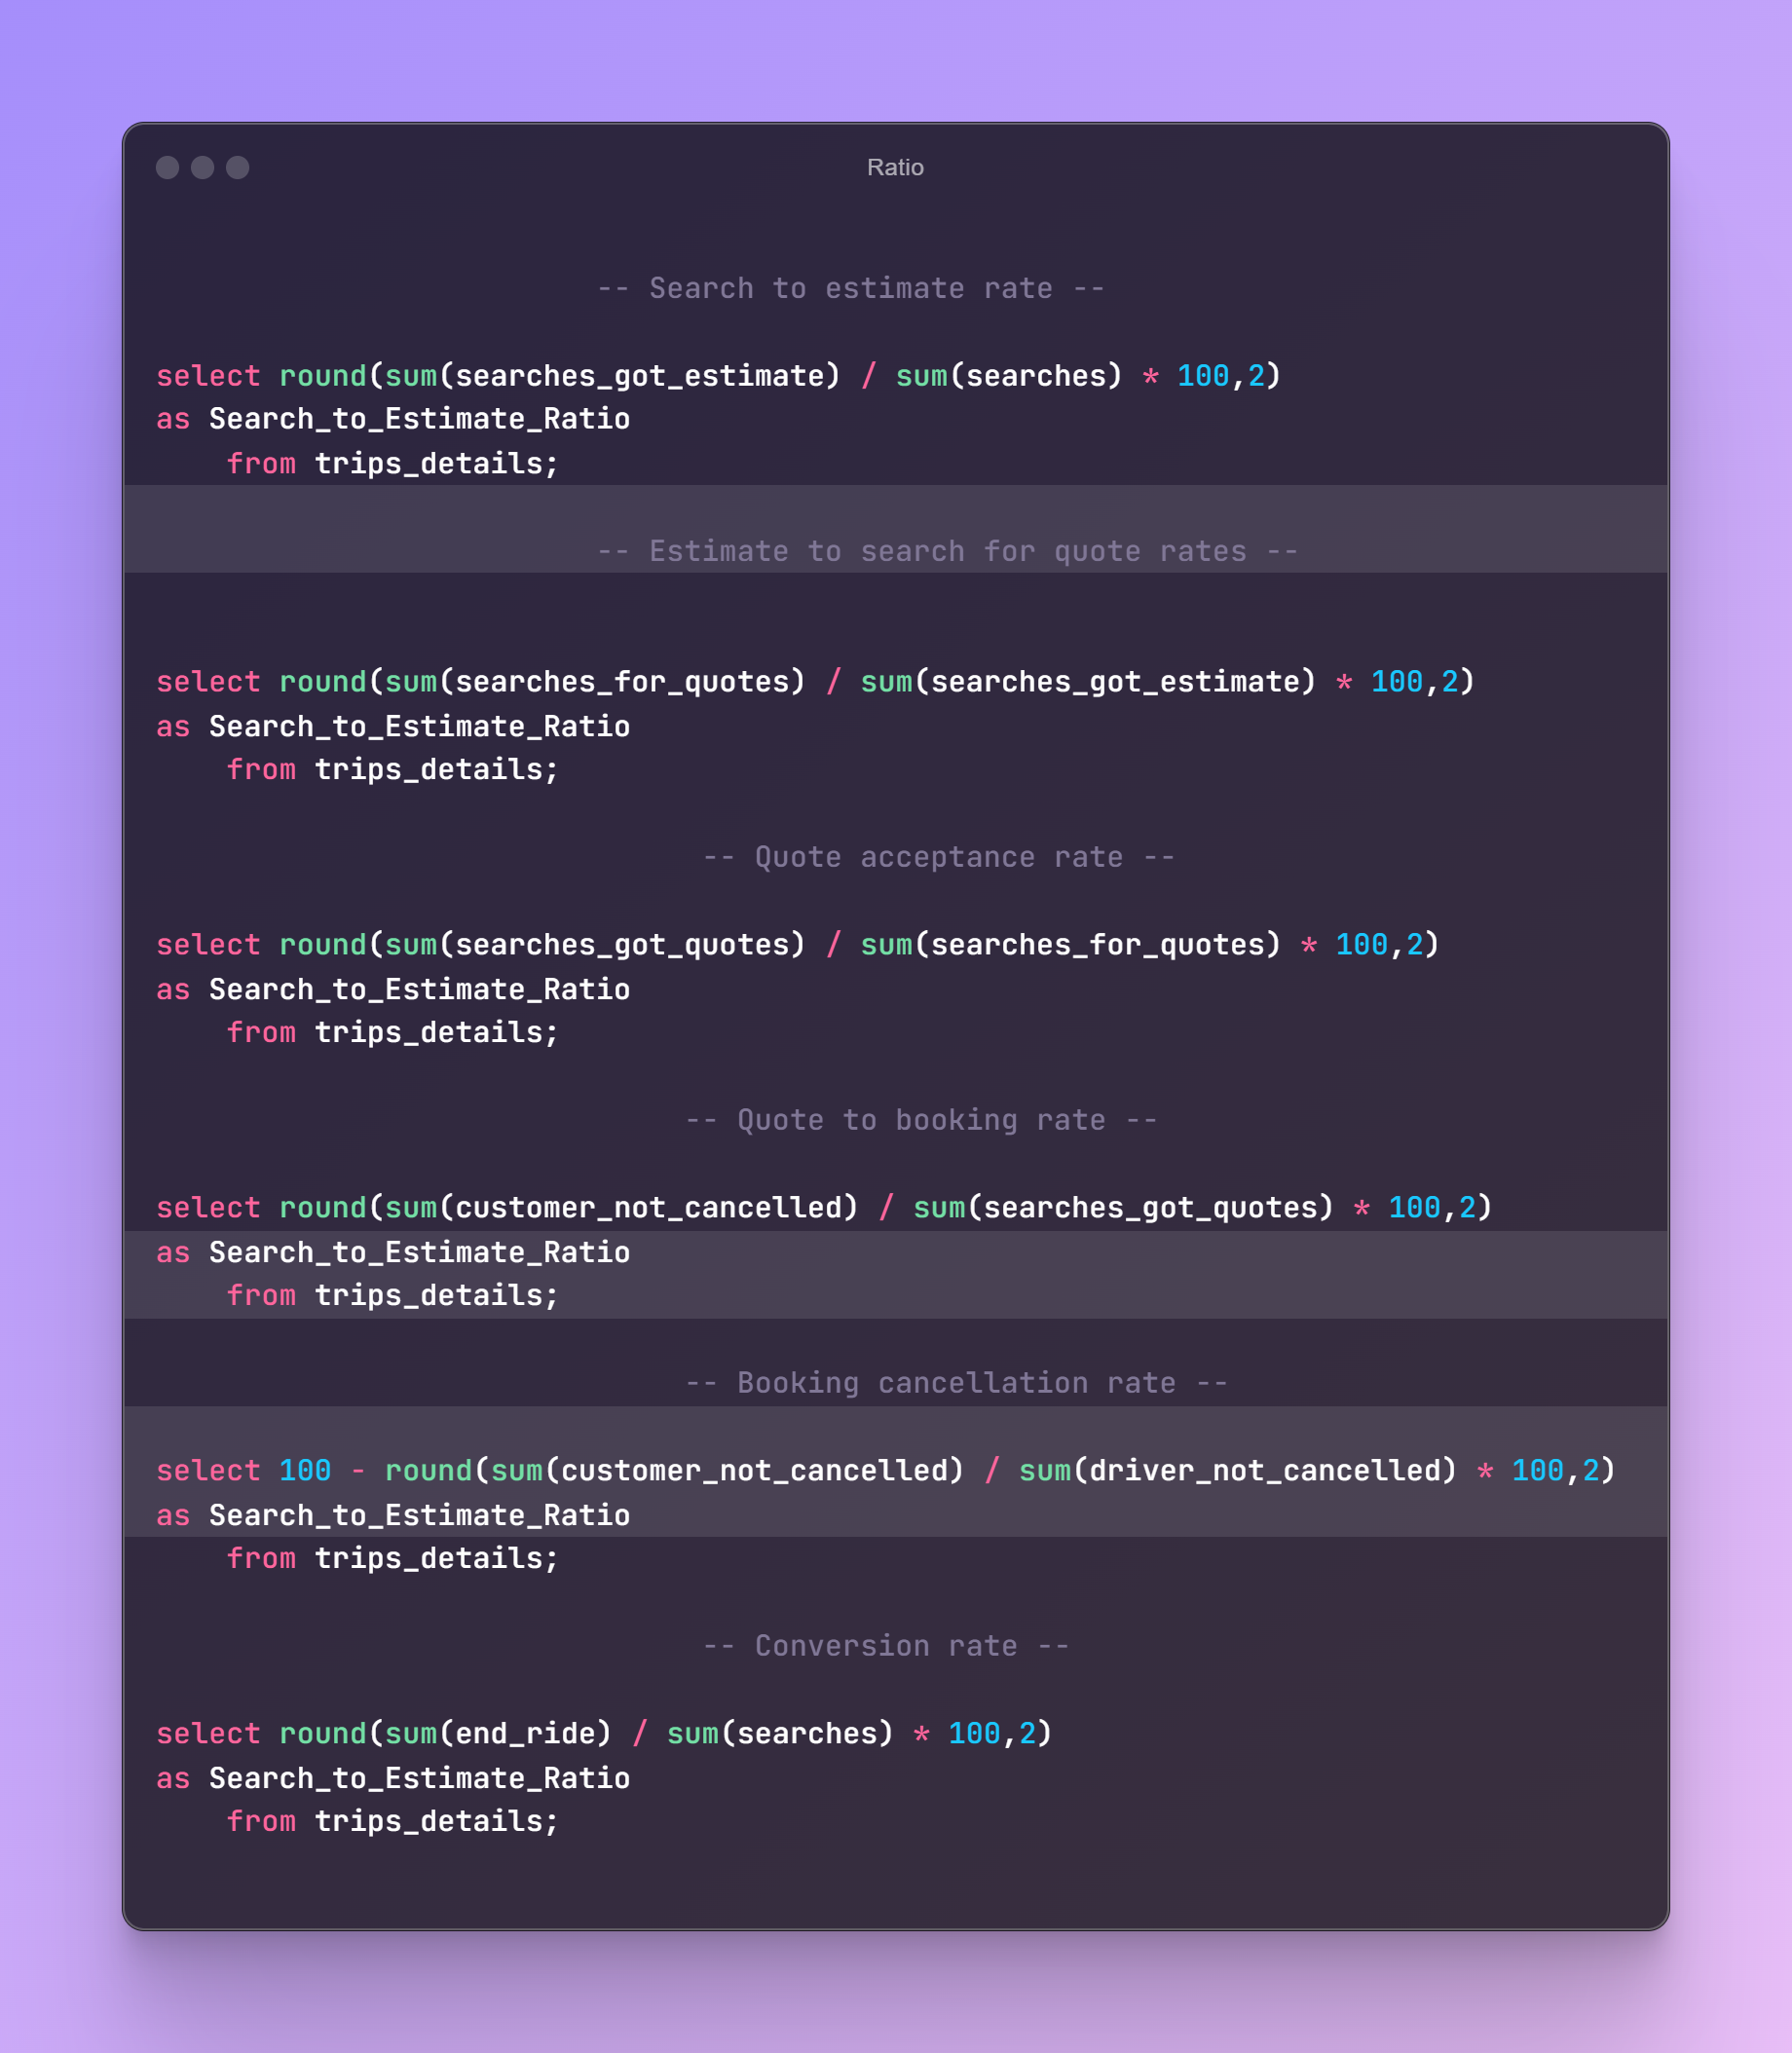 Ratio
-- Search to estimate rate --
select round(sum(searches_got_estimate) / sum(searches) * 100,2)
as Search_to_Estimate_Ratio
from trips_details;
-- Estimate to search for quote rates --
select round(sum(searches_for_quotes) / sum(searches_got_estimate) * 100,2)
as Search_to_Estimate_Ratio
from trips_details;
-- Quote acceptance rate --
select round(sum(searches_got_quotes) / sum(searches_for_quotes) * 100,2)
as Search_to_Estimate_Ratio
from trips_details;
-- Quote to booking rate --
select round(sum(customer_not_cancelled) / sum(searches_got_quotes) * 100,2)
as Search_to_Estimate_Ratio
from trips_details;
-- Booking cancellation rate --
select 100 - round(sum(customer_not_cancelled) / sum(driver_not_cancelled) * 100,2)
as Search_to_Estimate_Ratio
from trips_details;
-- Conversion rate --
select round(sum(end_ride) / sum(searches) * 100,2)
as Search_to_Estimate_Ratio
from trips_details;